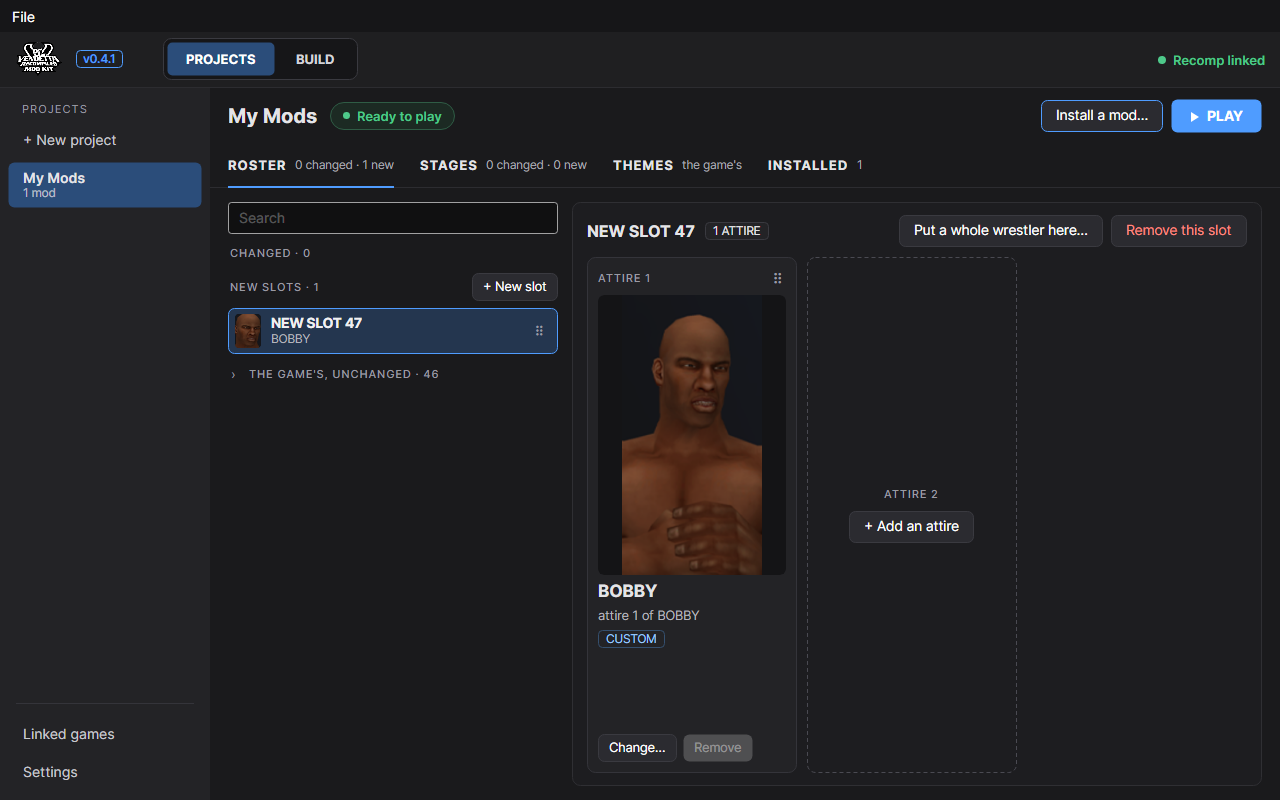 File
VENDETTA
RECOMPILED
MOD KIT
v0.4.1
PROJECTS
BUILD
Recomp linked
PROJECTS
+ New project
My Mods
1 mod
Linked games
Settings
My Mods
Ready to play
Install a mod...
PLAY
ROSTER 0 changed · 1 new
STAGES 0 changed · 0 new
THEMES the game's
INSTALLED 1
Search
CHANGED · 0
NEW SLOTS · 1
+ New slot
NEW SLOT 47
BOBBY
› THE GAME'S, UNCHANGED · 46
NEW SLOT 47
1 ATTIRE
Put a whole wrestler here...
Remove this slot
ATTIRE 1
BOBBY
attire 1 of BOBBY
CUSTOM
Change...
Remove
ATTIRE 2
+ Add an attire